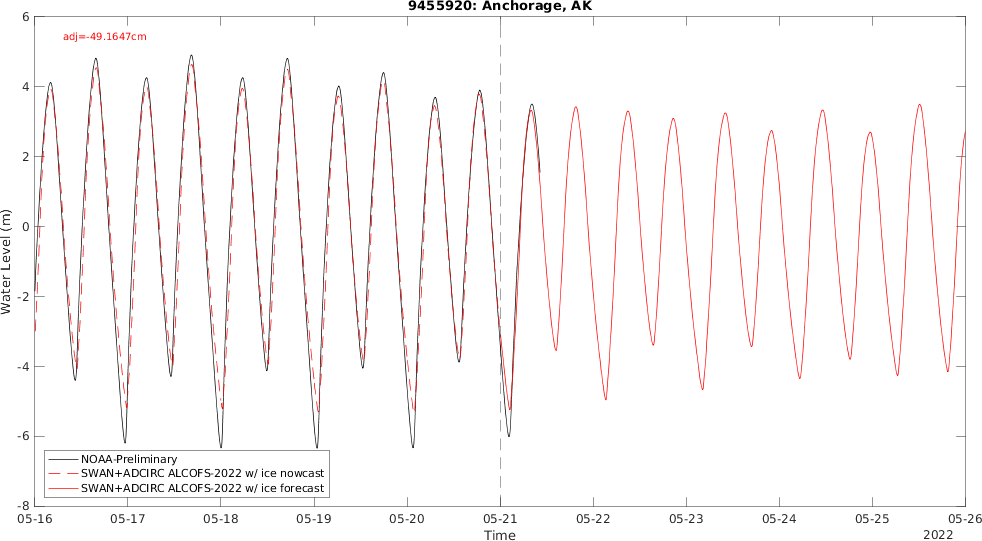 9455920: Anchorage, AK
adj=-49.1647cm
Water Level (m)
6
4
2
0
-2
-4
-6
-8
NOAA-Preliminary
SWAN+ADCIRC ALCOFS-2022 w/ ice nowcast
SWAN+ADCIRC ALCOFS-2022 w/ ice forecast
05-16 05-17 05-18 05-19 05-20 05-21 05-22 05-23 05-24 05-25 05-26
Time
2022